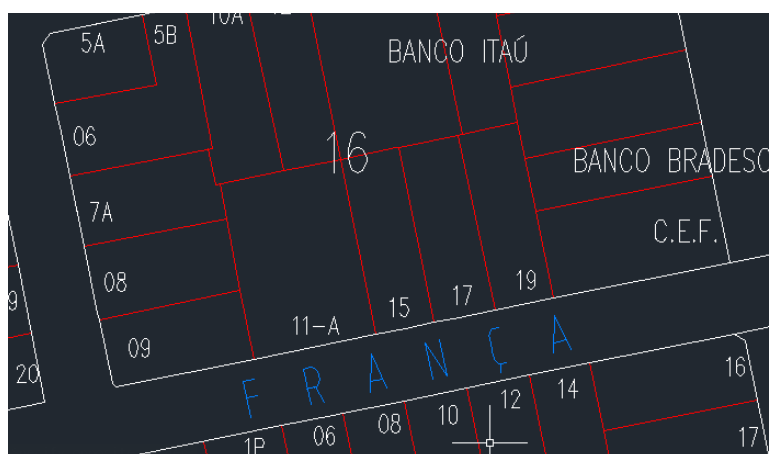 5A
5B
10A
BANCO ITAÚ
06
16
BANCO BRADESC
7A
C.E.F.
08
19
17
15
11-A
09
9
20
FRANÇA
16
14
12
10
08
06
1P
17